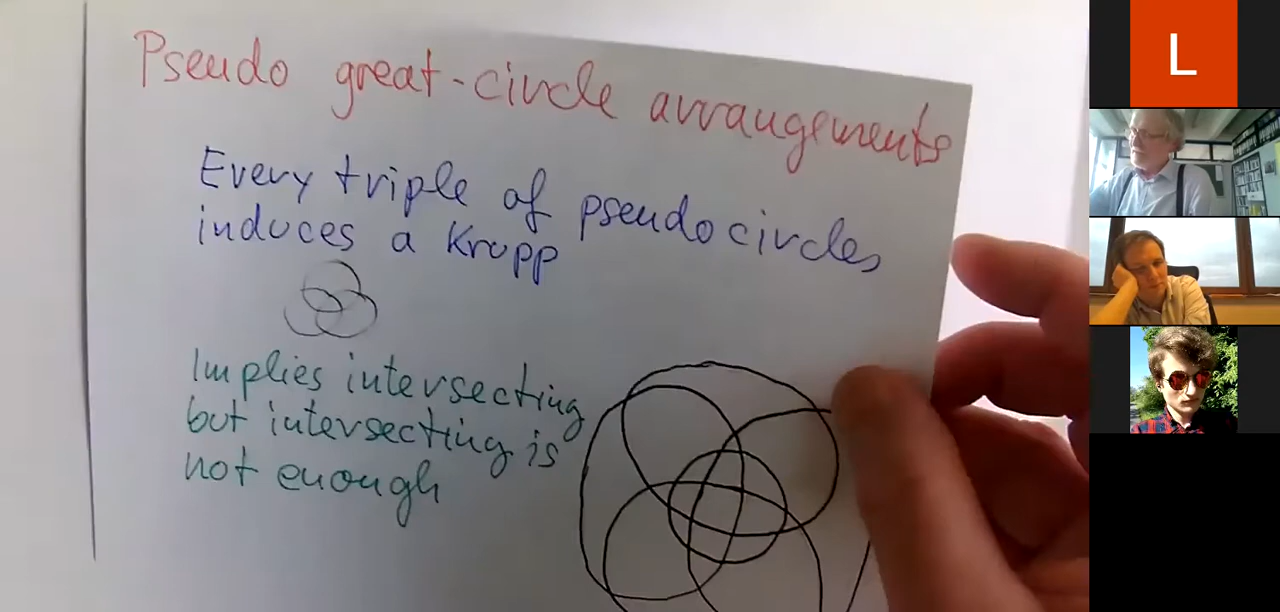 Pseudo great-circle arrangements
Every triple of pseudocircles
induces a Krupp
Implies intersecting
but intersecting is
not enough
L